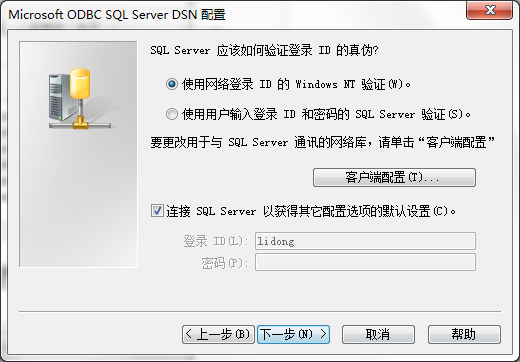 Microsoft ODBC SQL Server DSN 配置
SQL Server 应该如何验证登录 ID 的真伪?
使用网络登录 ID 的 Windows NT 验证(W)。
使用用户输入登录 ID 和密码的 SQL Server 验证(S)。
要更改用于与 SQL Server 通讯的网络库,请单击“客户端配置”
客户端配置(T)...
连接 SQL Server 以获得其它配置选项的默认设置(C)。
登录 ID(L): lidong
密码(P):
< 上一步(B) 下一步(N) > 取消 帮助